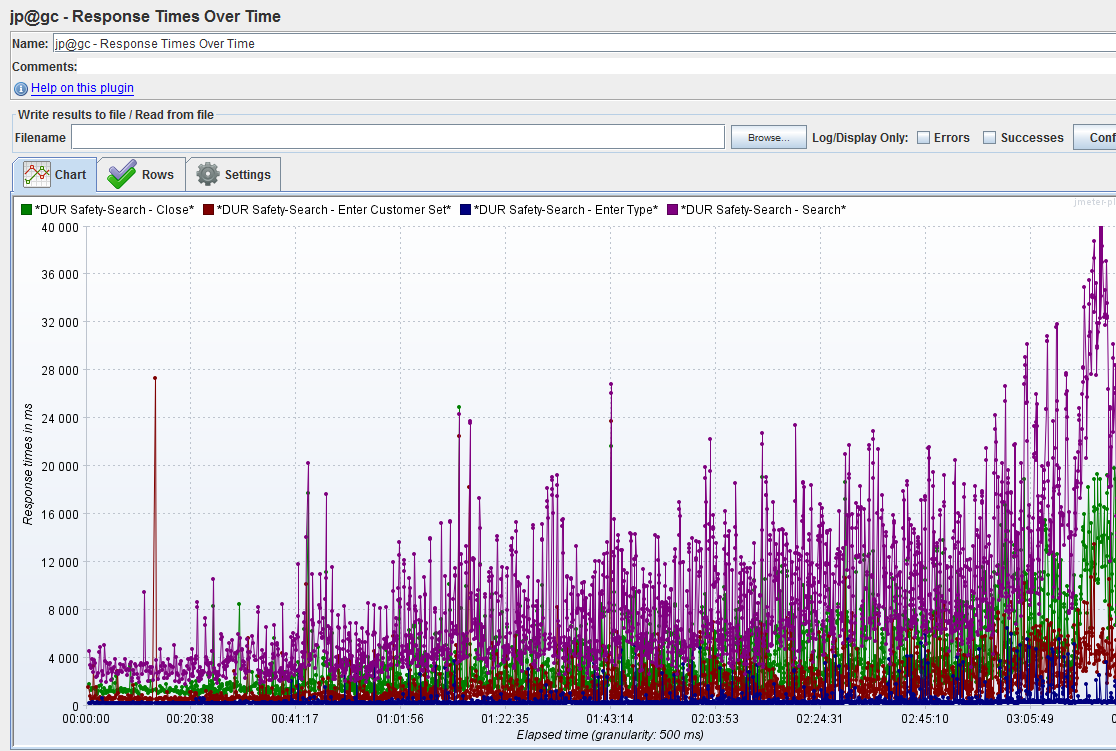 jp@gc - Response Times Over Time
Name: jp@gc - Response Times Over Time
Comments:
Help on this plugin
Write results to file / Read from file
Filename Browse... Log/Display Only: Errors Successes Conf
Chart Rows Settings
*DUR Safety-Search - Close* *DUR Safety-Search - Enter Customer Set* *DUR Safety-Search - Enter Type* *DUR Safety-Search - Search*
jmeter-pl
40 000
36 000
32 000
28 000
24 000
20 000
16 000
12 000
8 000
4 000
0
Response times in ms
00:00:00 00:20:38 00:41:17 01:01:56 01:22:35 01:43:14 02:03:53 02:24:31 02:45:10 03:05:49 0
Elapsed time (granularity: 500 ms)